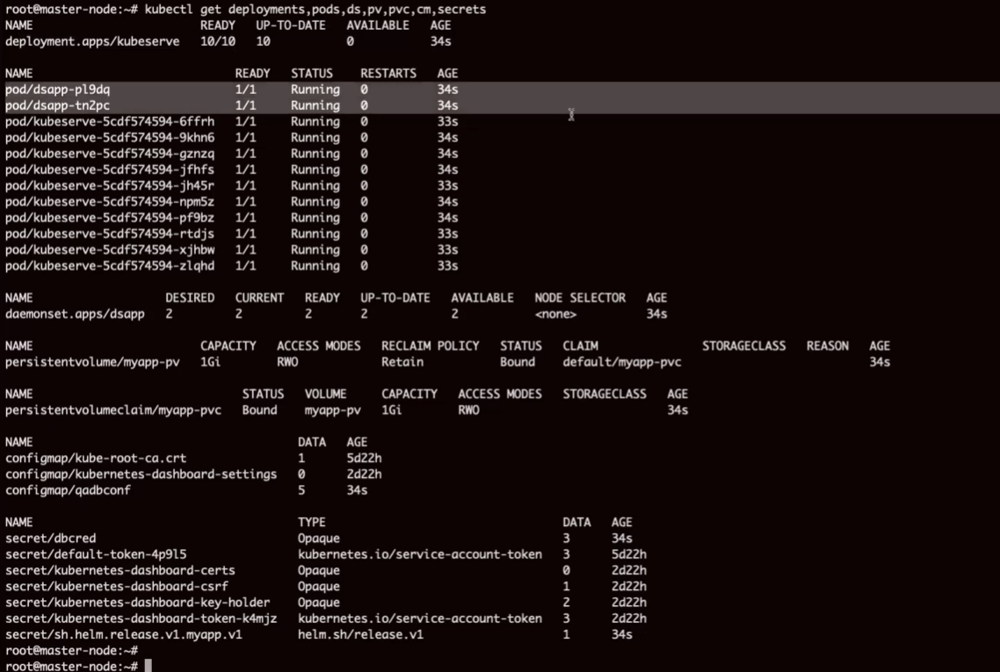 root@master-node:~# kubectl get deployments,pods,ds,pv,pvc,cm,secrets
NAME READY UP-TO-DATE AVAILABLE AGE
deployment.apps/kubeserve 10/10 10 0 34s
NAME READY STATUS RESTARTS AGE
pod/dsapp-pl9dq 1/1 Running 0 34s
pod/dsapp-tn2pc 1/1 Running 0 34s
pod/kubeserve-5cdf574594-6ffrh 1/1 Running 0 33s
pod/kubeserve-5cdf574594-9khn6 1/1 Running 0 34s
pod/kubeserve-5cdf574594-gznzq 1/1 Running 0 34s
pod/kubeserve-5cdf574594-jfhfs 1/1 Running 0 34s
pod/kubeserve-5cdf574594-jh45r 1/1 Running 0 33s
pod/kubeserve-5cdf574594-npm5z 1/1 Running 0 34s
pod/kubeserve-5cdf574594-pf9bz 1/1 Running 0 34s
pod/kubeserve-5cdf574594-rtdjs 1/1 Running 0 33s
pod/kubeserve-5cdf574594-xjhbw 1/1 Running 0 33s
pod/kubeserve-5cdf574594-zlqhd 1/1 Running 0 33s
NAME DESIRED CURRENT READY UP-TO-DATE AVAILABLE NODE SELECTOR AGE
daemonset.apps/dsapp 2 2 2 2 2 <none> 34s
NAME CAPACITY ACCESS MODES RECLAIM POLICY STATUS CLAIM STORAGECLASS REASON AGE
persistentvolume/myapp-pv 1Gi RWO Retain Bound default/myapp-pvc 34s
NAME STATUS VOLUME CAPACITY ACCESS MODES STORAGECLASS AGE
persistentvolumeclaim/myapp-pvc Bound myapp-pv 1Gi RWO 34s
NAME DATA AGE
configmap/kube-root-ca.crt 1 5d22h
configmap/kubernetes-dashboard-settings 0 2d22h
configmap/qadbconf 5 34s
NAME TYPE DATA AGE
secret/dbcred Opaque 3 34s
secret/default-token-4p9l5 kubernetes.io/service-account-token 3 5d22h
secret/kubernetes-dashboard-certs Opaque 0 2d22h
secret/kubernetes-dashboard-csrf Opaque 1 2d22h
secret/kubernetes-dashboard-key-holder Opaque 2 2d22h
secret/kubernetes-dashboard-token-k4mjz kubernetes.io/service-account-token 3 2d22h
secret/sh.helm.release.v1.myapp.v1 helm.sh/release.v1 1 34s
root@master-node:~#
root@master-node:~#